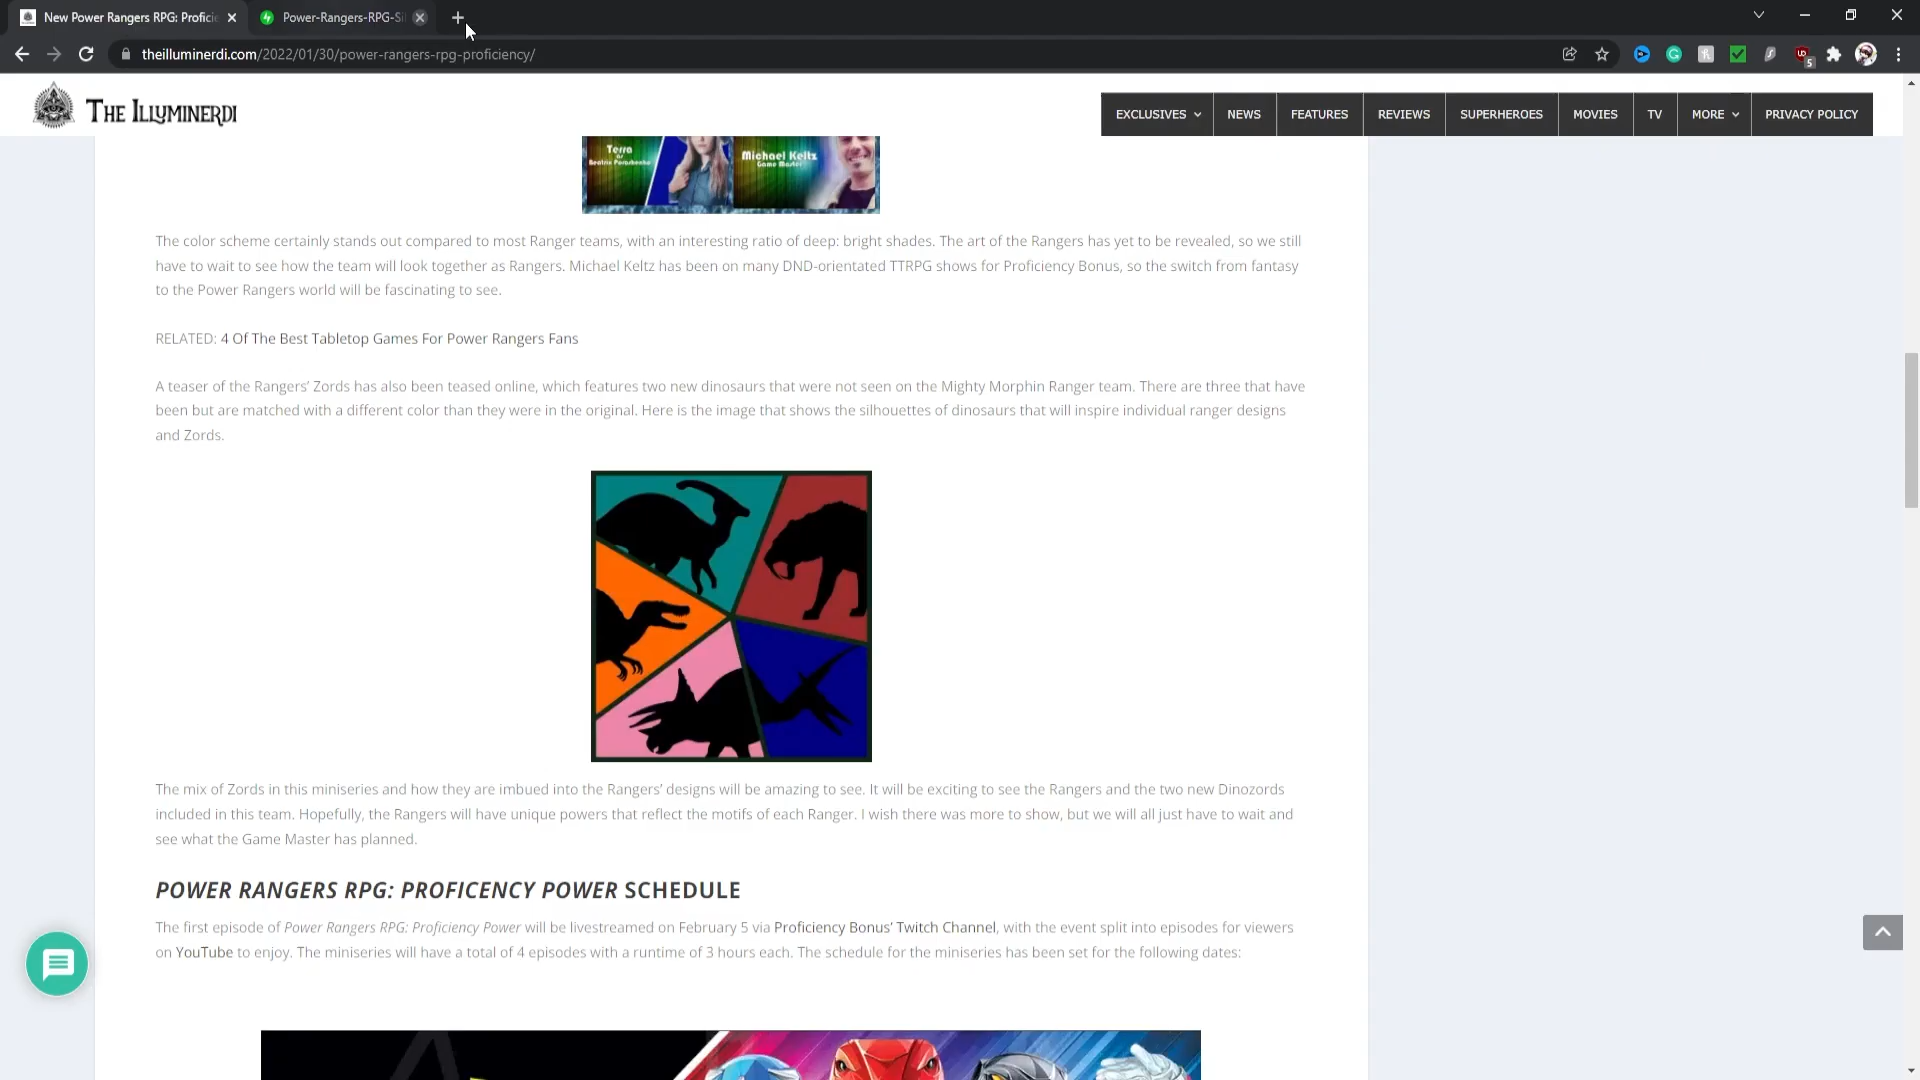 New Power Rangers RPG: Profici
Power-Rangers-RPG-Sil
theilluminerdi.com/2022/01/30/power-rangers-rpg-proficiency/
5
THE ILLUMINERDI
EXCLUSIVES NEWS FEATURES REVIEWS SUPERHEROES MOVIES TV MORE PRIVACY POLICY
Terra
Michael Keltz
Game Master
The color scheme certainly stands out compared to most Ranger teams, with an interesting ratio of deep: bright shades. The art of the Rangers has yet to be revealed, so we still
have to wait to see how the team will look together as Rangers. Michael Keltz has been on many DND-orientated TTRPG shows for Proficiency Bonus, so the switch from fantasy
to the Power Rangers world will be fascinating to see.
RELATED: 4 Of The Best Tabletop Games For Power Rangers Fans
A teaser of the Rangers' Zords has also been teased online, which features two new dinosaurs that were not seen on the Mighty Morphin Ranger team. There are three that have
been but are matched with a different color than they were in the original. Here is the image that shows the silhouettes of dinosaurs that will inspire individual ranger designs
and Zords.
The mix of Zords in this miniseries and how they are imbued into the Rangers' designs will be amazing to see. It will be exciting to see the Rangers and the two new Dinozords
included in this team. Hopefully, the Rangers will have unique powers that reflect the motifs of each Ranger. I wish there was more to show, but we will all just have to wait and
see what the Game Master has planned.
POWER RANGERS RPG: PROFICENCY POWER SCHEDULE
The first episode of Power Rangers RPG: Proficiency Power will be livestreamed on February 5 via Proficiency Bonus' Twitch Channel, with the event split into episodes for viewers
on YouTube to enjoy. The miniseries will have a total of 4 episodes with a runtime of 3 hours each. The schedule for the miniseries has been set for the following dates: